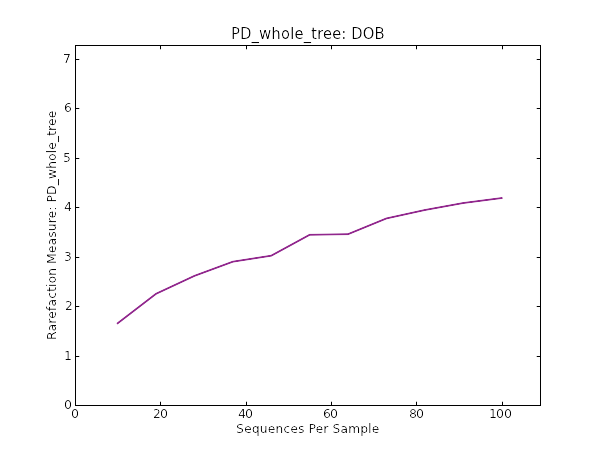 PD_whole_tree: DOB
Rarefaction Measure: PD_whole_tree
7
6
5
4
3
2
1
0
0 20 40 60 80 100
Sequences Per Sample